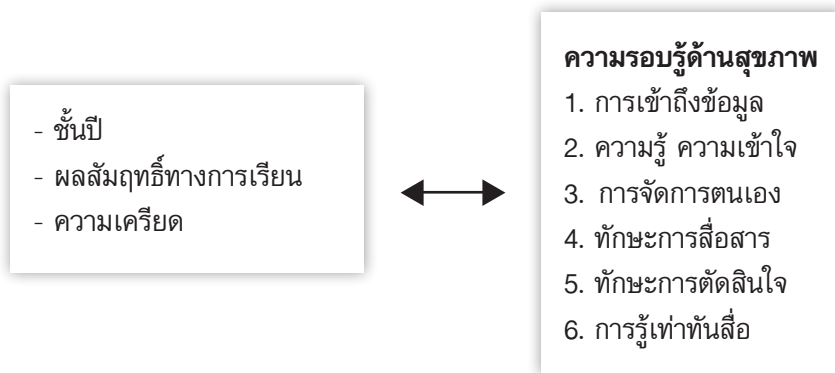 - ชั้นปี
- ผลสัมฤทธิ์ทางการเรียน
- ความเครียด
ความรอบรู้ด้านสุขภาพ
1. การเข้าถึงข้อมูล
2. ความรู้ ความเข้าใจ
3. การจัดการตนเอง
4. ทักษะการสื่อสาร
5. ทักษะการตัดสินใจ
6. การรู้เท่าทันสื่อ